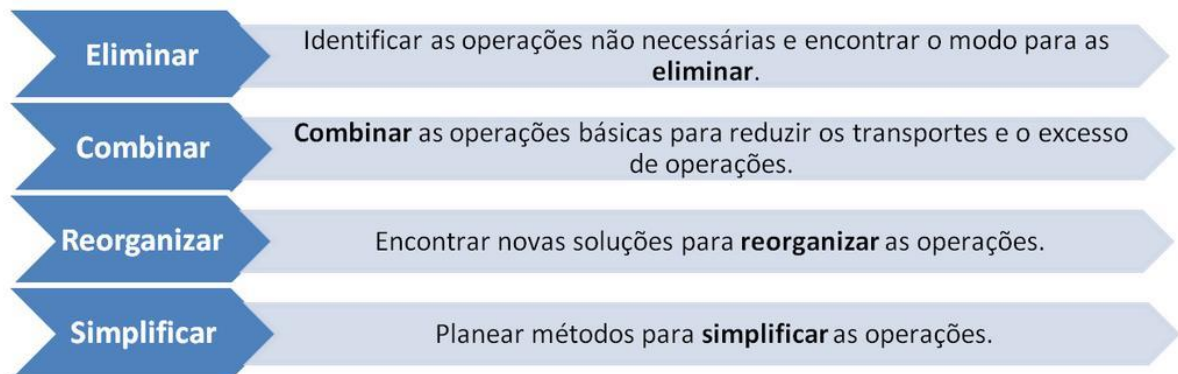 Eliminar
Identificar as operações não necessárias e encontrar o modo para as
eliminar.
Combinar
Combinar as operações básicas para reduzir os transportes e o excesso
de operações.
Reorganizar
Encontrar novas soluções para reorganizar as operações.
Simplificar
Planear métodos para simplificar as operações.